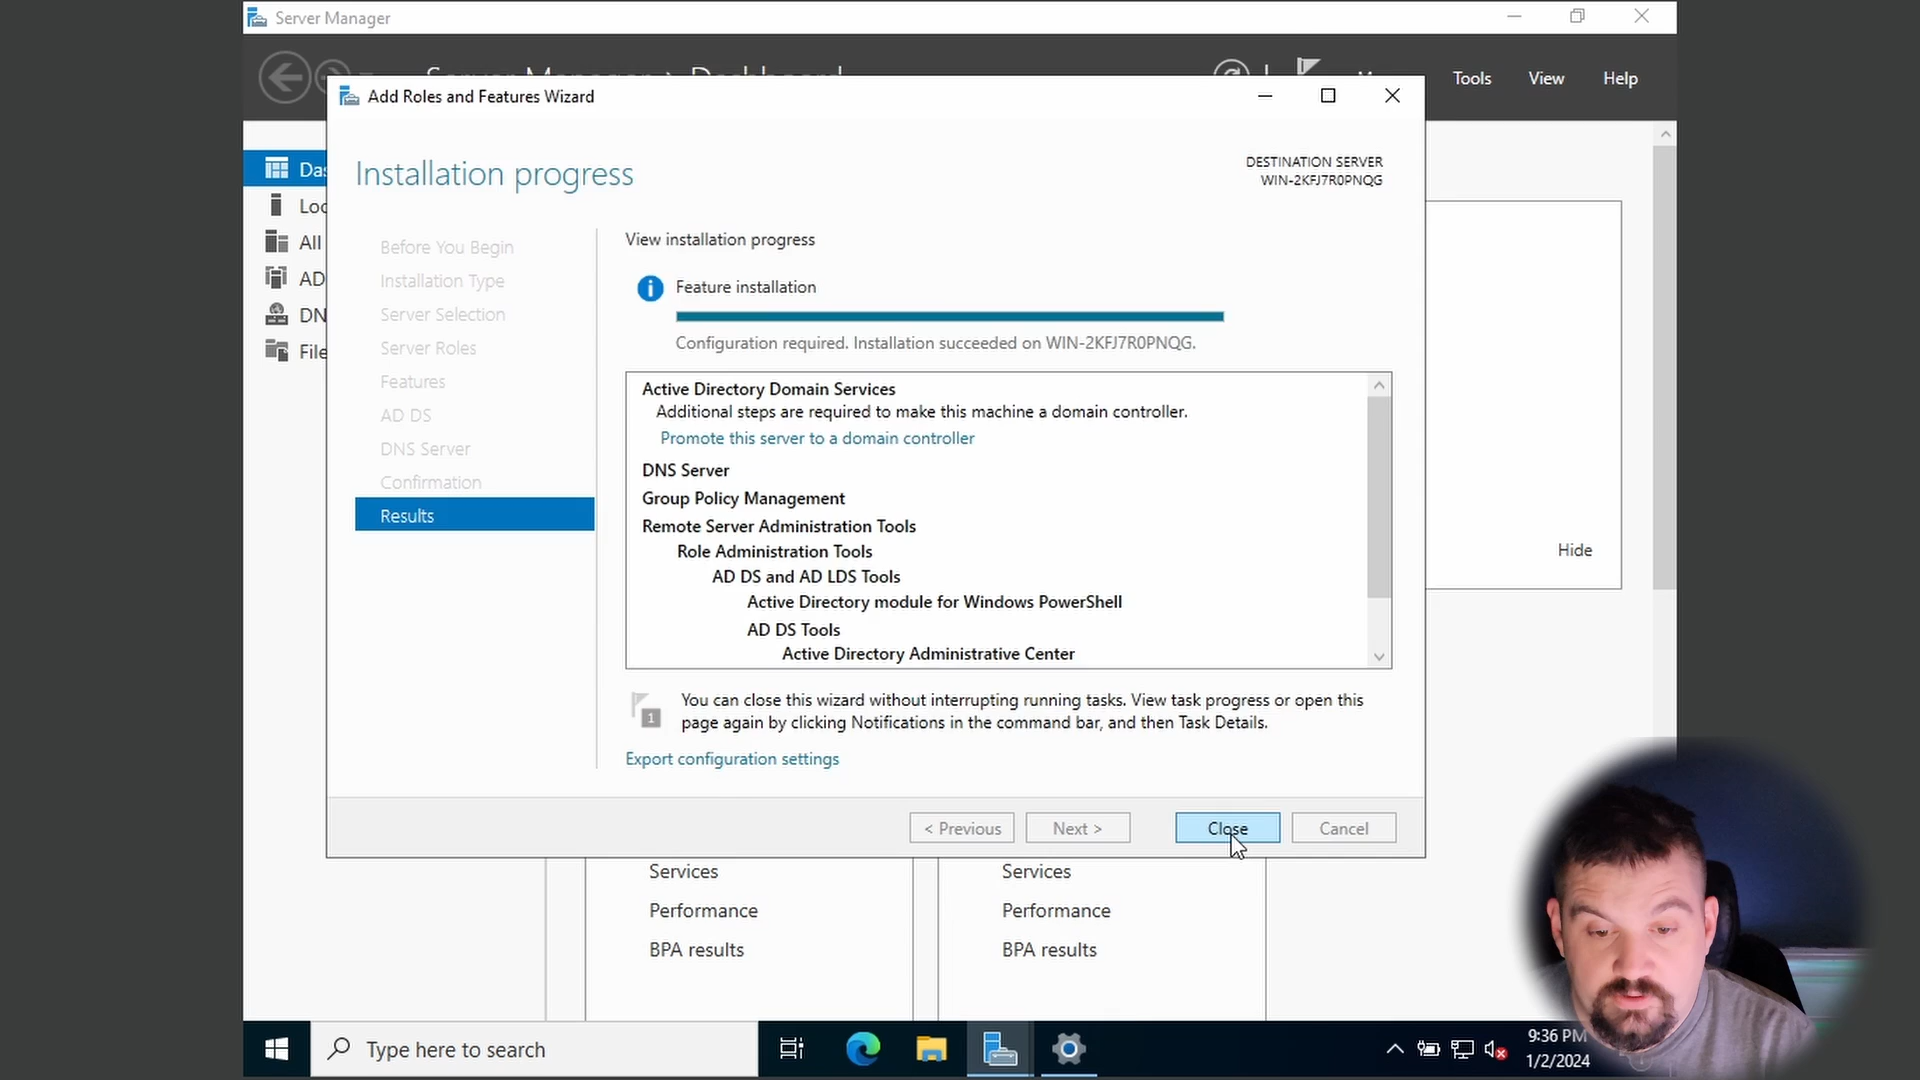 Server Manager
Tools
View
Help
Add Roles and Features Wizard
Installation progress
DESTINATION SERVER
WIN-2KFJ7R0PNQG
Before You Begin
Installation Type
Server Selection
Server Roles
Features
AD DS
DNS Server
Confirmation
Results
View installation progress
Feature installation
Configuration required. Installation succeeded on WIN-2KFJ7R0PNQG.
Active Directory Domain Services
Additional steps are required to make this machine a domain controller.
Promote this server to a domain controller
DNS Server
Group Policy Management
Remote Server Administration Tools
Role Administration Tools
AD DS and AD LDS Tools
Active Directory module for Windows PowerShell
AD DS Tools
Active Directory Administrative Center
1
You can close this wizard without interrupting running tasks. View task progress or open this
page again by clicking Notifications in the command bar, and then Task Details.
Export configuration settings
< Previous
Next >
Close
Cancel
All
AD
Hide
Services
Performance
BPA results
Services
Performance
BPA results
Type here to search
9:36 PM
1/2/2024